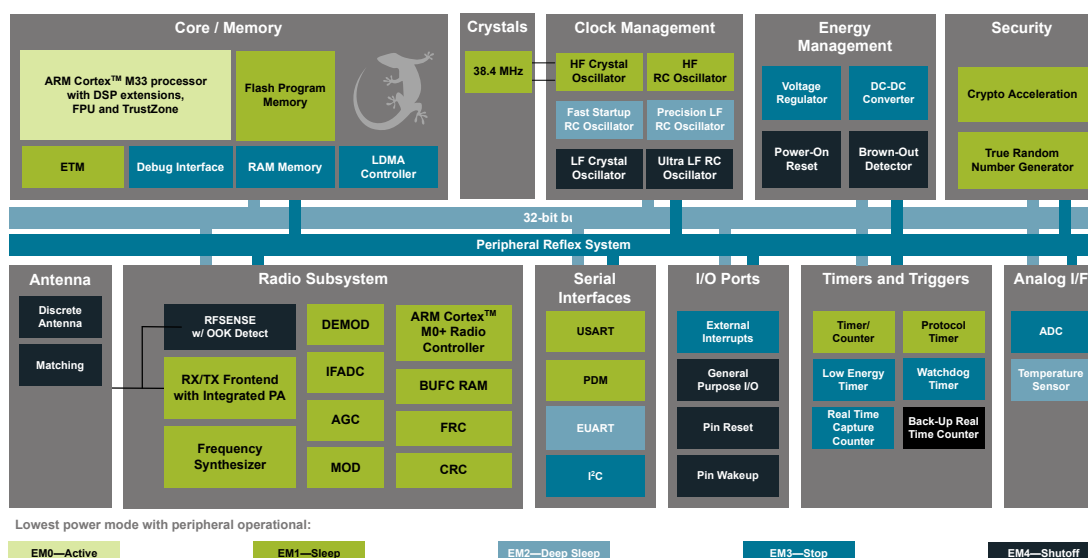 Core / Memory
ARM Cortex™ M33 processor
with DSP extensions,
FPU and TrustZone
Flash Program
Memory
ETM
Debug Interface
RAM Memory
LDMA
Controller
Crystals
38.4 MHz
Clock Management
HF Crystal
Oscillator
HF
RC Oscillator
Fast Startup
RC Oscillator
Precision LF
RC Oscillator
LF Crystal
Oscillator
Ultra LF RC
Oscillator
Energy
Management
Voltage
Regulator
DC-DC
Converter
Power-On
Reset
Brown-Out
Detector
Security
Crypto Acceleration
True Random
Number Generator
32-bit
Peripheral Reflex System
Antenna
Discrete
Antenna
Matching
Radio Subsystem
RFSENSE
w/ OOK Detect
RX/TX Frontend
with Integrated PA
Frequency
Synthesizer
DEMOD
IFADC
AGC
MOD
ARM Cortex™
M0+ Radio
Controller
BUFC RAM
FRC
CRC
Serial
Interfaces
USART
PDM
EUART
I²C
I/O Ports
External
Interrupts
General
Purpose I/O
Pin Reset
Pin Wakeup
Timers and Triggers
Timer/
Counter
Protocol
Timer
Low Energy
Timer
Watchdog
Timer
Real Time
Capture
Counter
Back-Up Real
Time Counter
Analog I/F
ADC
Temperature
Sensor
Lowest power mode with peripheral operational:
EM0—Active
EM1—Sleep
EM2—Deep Sleep
EM3—Stop
EM4—Shutoff